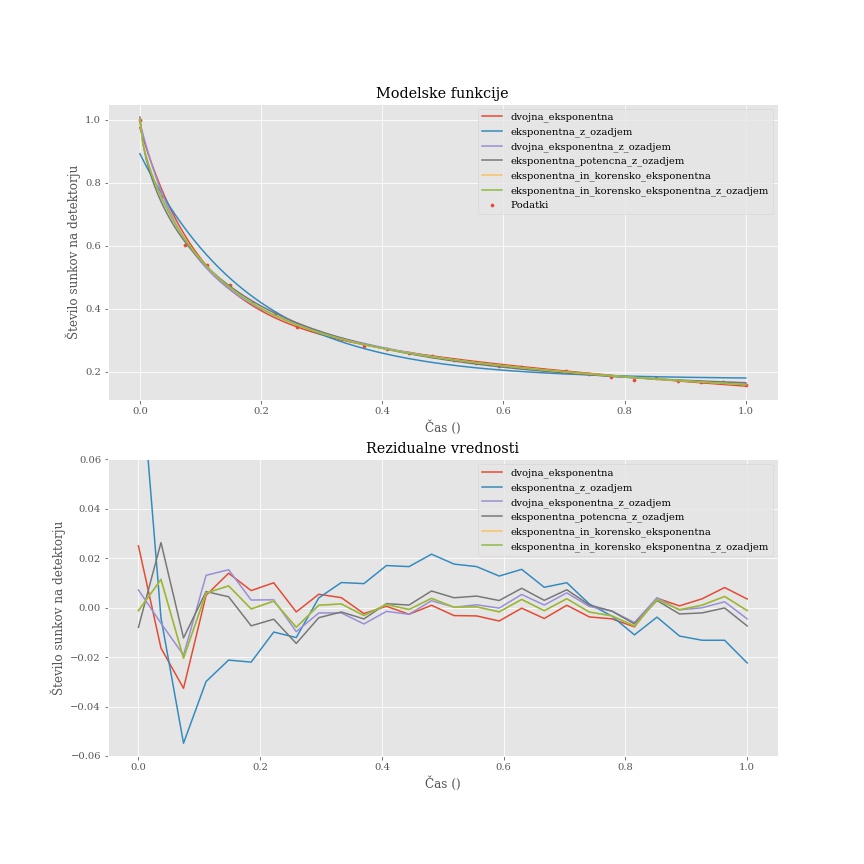 Modelske funkcije
dvojna_eksponentna
eksponentna_z_ozadjem
dvojna_eksponentna_z_ozadjem
eksponentna_potencna_z_ozadjem
eksponentna_in_korensko_eksponentna
eksponentna_in_korensko_eksponentna_z_ozadjem
Podatki
Število sunkov na detektorju
1.0
0.8
0.6
0.4
0.2
0.0
0.2
0.4
0.6
0.8
1.0
Čas ()
Rezidualne vrednosti
dvojna_eksponentna
eksponentna_z_ozadjem
dvojna_eksponentna_z_ozadjem
eksponentna_potencna_z_ozadjem
eksponentna_in_korensko_eksponentna
eksponentna_in_korensko_eksponentna_z_ozadjem
Število sunkov na detektorju
0.06
0.04
0.02
0.00
−0.02
−0.04
−0.06
0.0
0.2
0.4
0.6
0.8
1.0
Čas ()